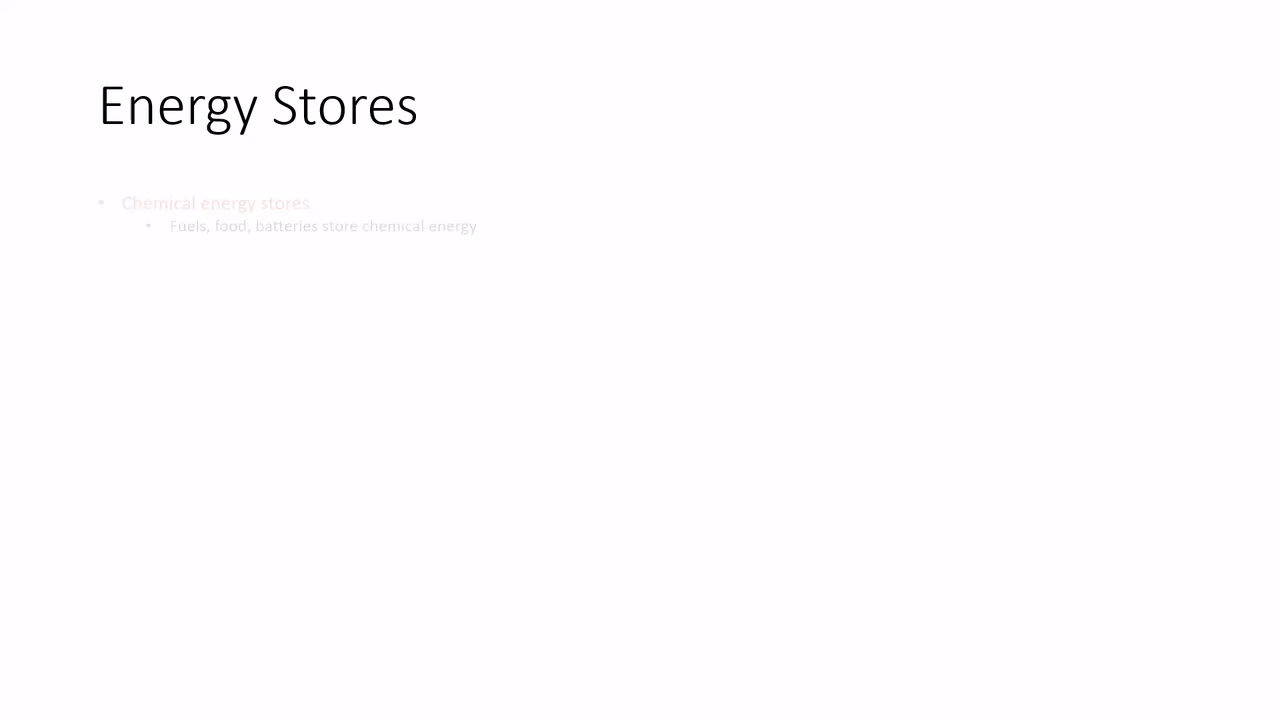 Energy Stores
• Chemical energy stores
• Fuels, food, batteries store chemical energy